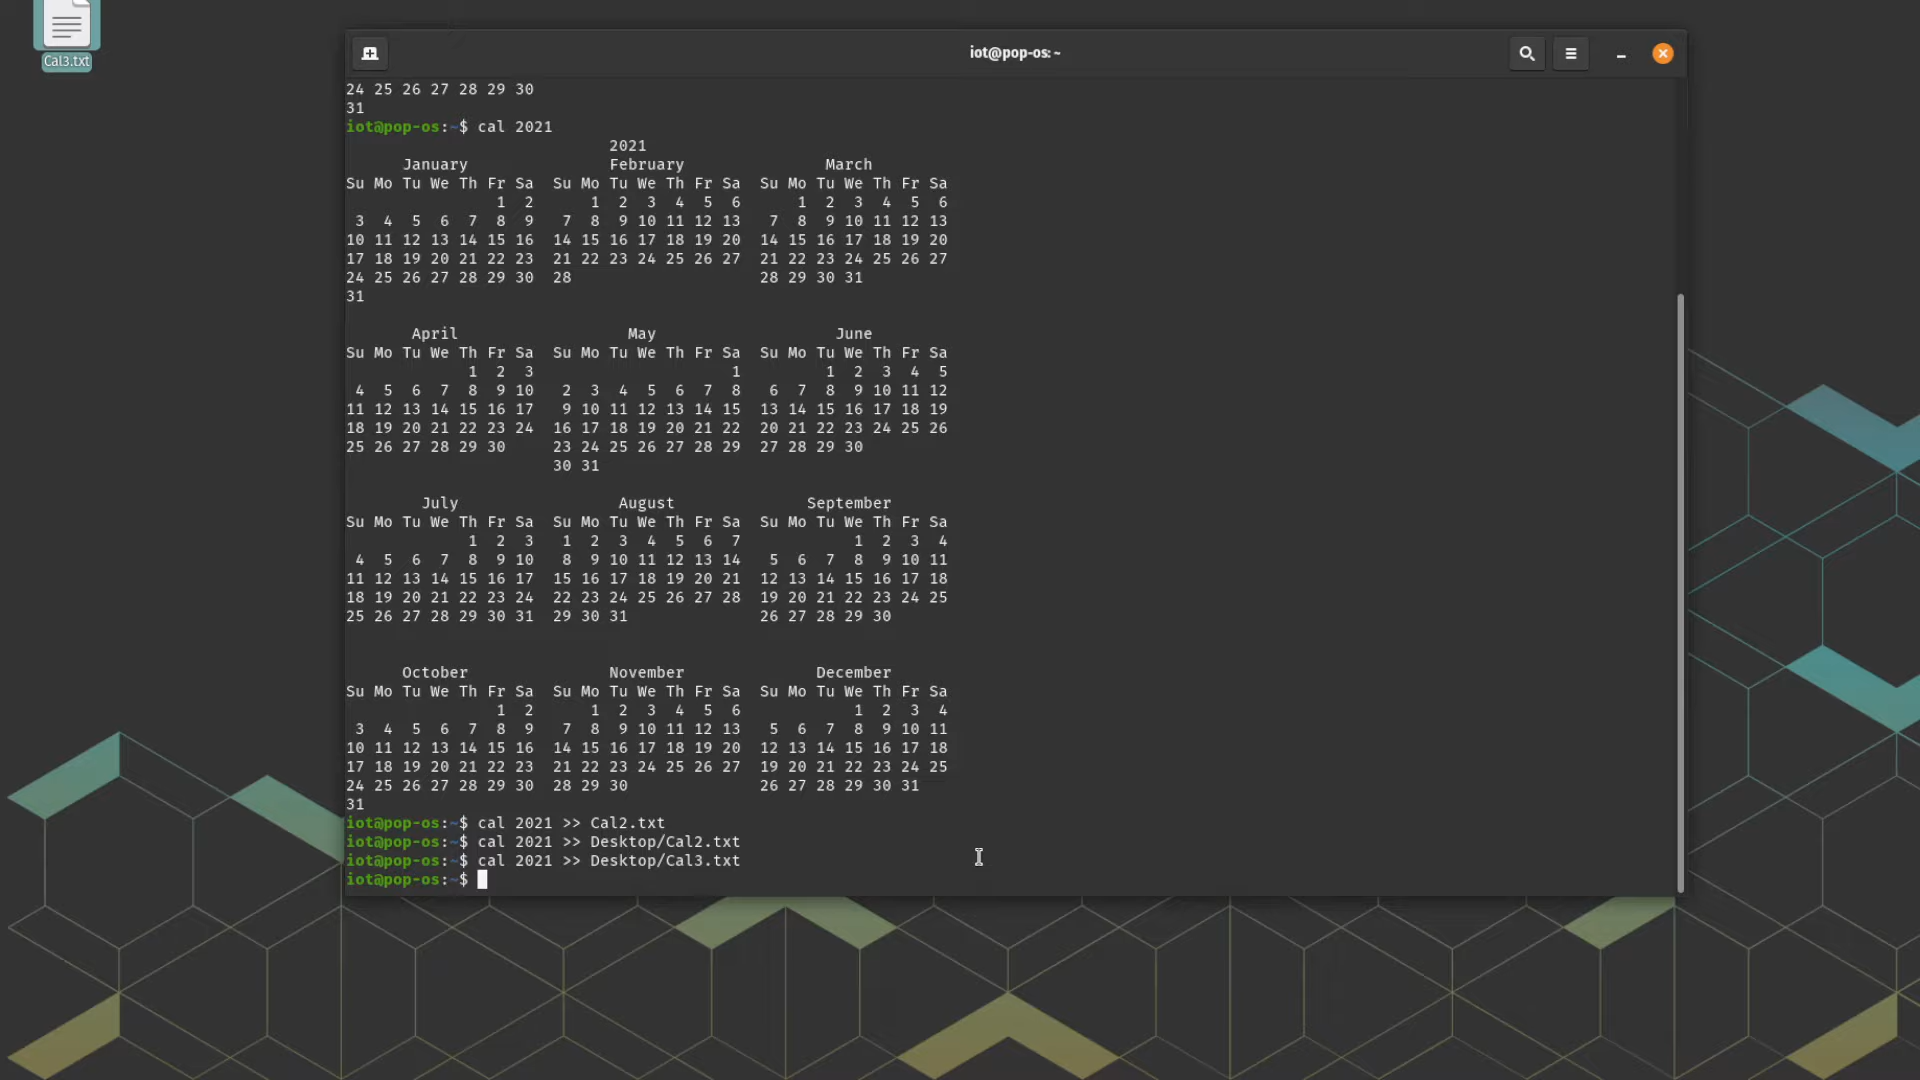 Cal3.txt
iot@pop-os: ~
24 25 26 27 28 29 30
31
iot@pop-os:~$ cal 2021
                            2021
      January               February               March
Su Mo Tu We Th Fr Sa  Su Mo Tu We Th Fr Sa  Su Mo Tu We Th Fr Sa
                1  2      1  2  3  4  5  6      1  2  3  4  5  6
 3  4  5  6  7  8  9   7  8  9 10 11 12 13   7  8  9 10 11 12 13
10 11 12 13 14 15 16  14 15 16 17 18 19 20  14 15 16 17 18 19 20
17 18 19 20 21 22 23  21 22 23 24 25 26 27  21 22 23 24 25 26 27
24 25 26 27 28 29 30  28                    28 29 30 31
31
       April                  May                   June
Su Mo Tu We Th Fr Sa  Su Mo Tu We Th Fr Sa  Su Mo Tu We Th Fr Sa
             1  2  3                     1         1  2  3  4  5
 4  5  6  7  8  9 10   2  3  4  5  6  7  8   6  7  8  9 10 11 12
11 12 13 14 15 16 17   9 10 11 12 13 14 15  13 14 15 16 17 18 19
18 19 20 21 22 23 24  16 17 18 19 20 21 22  20 21 22 23 24 25 26
25 26 27 28 29 30     23 24 25 26 27 28 29  27 28 29 30
                      30 31
        July                 August              September
Su Mo Tu We Th Fr Sa  Su Mo Tu We Th Fr Sa  Su Mo Tu We Th Fr Sa
             1  2  3   1  2  3  4  5  6  7            1  2  3  4
 4  5  6  7  8  9 10   8  9 10 11 12 13 14   5  6  7  8  9 10 11
11 12 13 14 15 16 17  15 16 17 18 19 20 21  12 13 14 15 16 17 18
18 19 20 21 22 23 24  22 23 24 25 26 27 28  19 20 21 22 23 24 25
25 26 27 28 29 30 31  29 30 31              26 27 28 29 30
      October               November              December
Su Mo Tu We Th Fr Sa  Su Mo Tu We Th Fr Sa  Su Mo Tu We Th Fr Sa
                1  2      1  2  3  4  5  6            1  2  3  4
 3  4  5  6  7  8  9   7  8  9 10 11 12 13   5  6  7  8  9 10 11
10 11 12 13 14 15 16  14 15 16 17 18 19 20  12 13 14 15 16 17 18
17 18 19 20 21 22 23  21 22 23 24 25 26 27  19 20 21 22 23 24 25
24 25 26 27 28 29 30  28 29 30              26 27 28 29 30 31
31
iot@pop-os:~$ cal 2021 >> Cal2.txt
iot@pop-os:~$ cal 2021 >> Desktop/Cal2.txt
iot@pop-os:~$ cal 2021 >> Desktop/Cal3.txt
iot@pop-os:~$